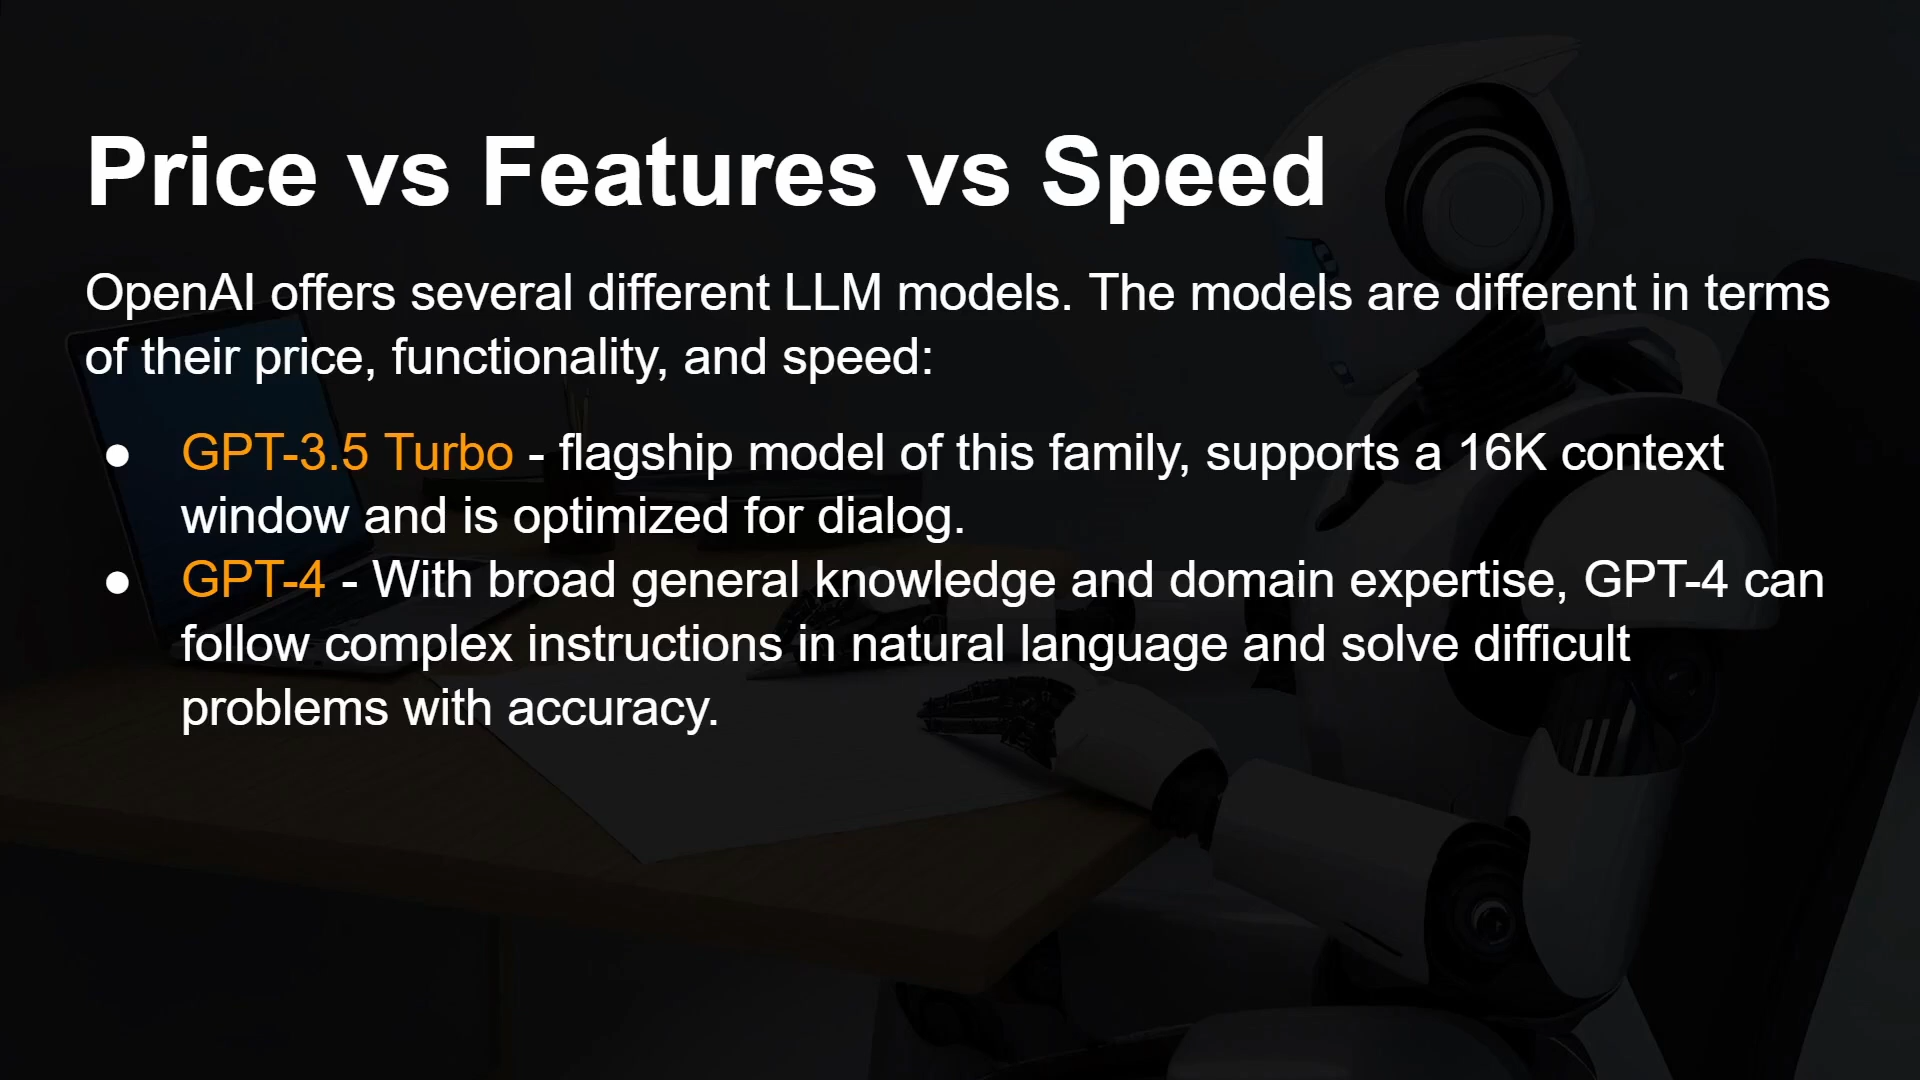 Price vs Features vs Speed
OpenAI offers several different LLM models. The models are different in terms
of their price, functionality, and speed:
● GPT-3.5 Turbo - flagship model of this family, supports a 16K context
window and is optimized for dialog.
● GPT-4 - With broad general knowledge and domain expertise, GPT-4 can
follow complex instructions in natural language and solve difficult
problems with accuracy.